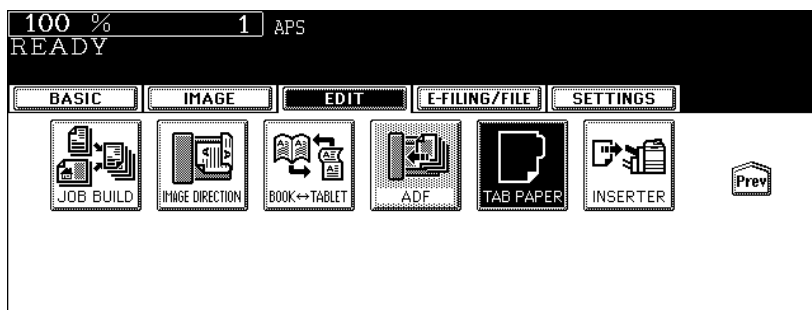 100 % 1 APS
READY
BASIC IMAGE EDIT E-FILING/FILE SETTINGS
JOB BUILD IMAGE DIRECTION BOOK↔TABLET ADF TAB PAPER INSERTER Prev